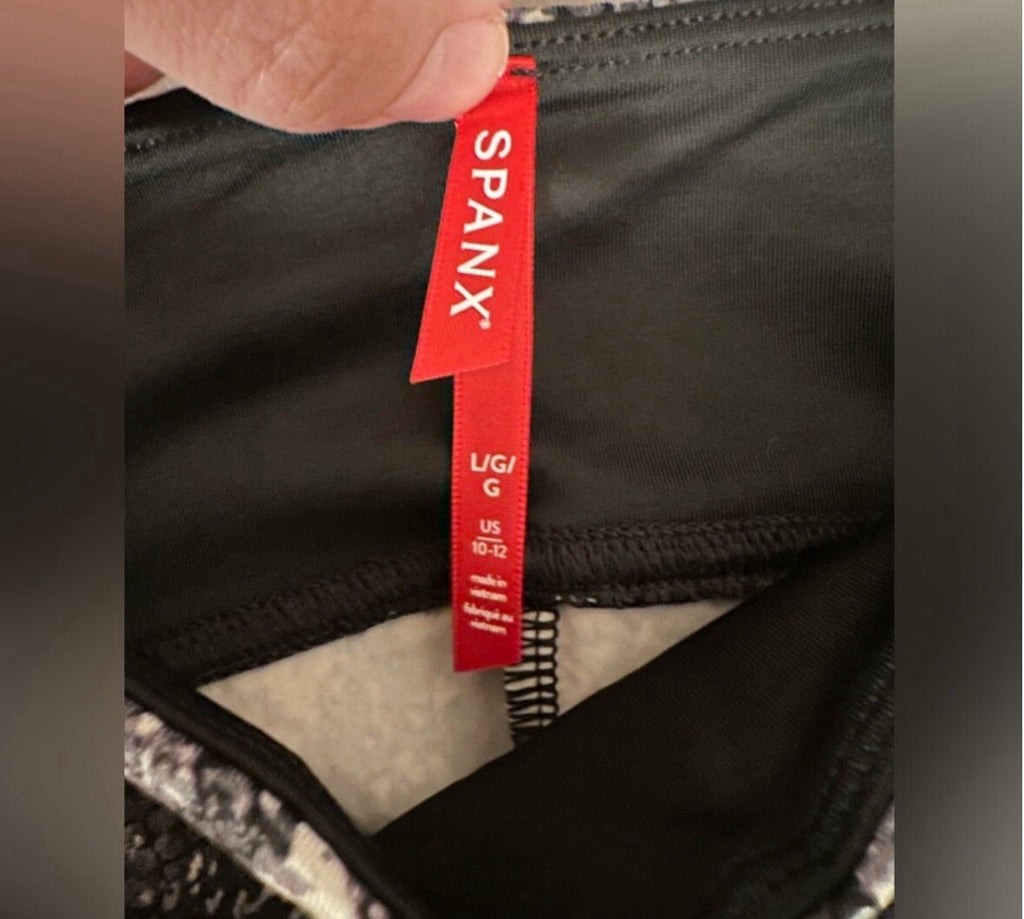 SPANX®
L/G/
G
US
10-12
made in
vietnam
fabriqué au
vietnam